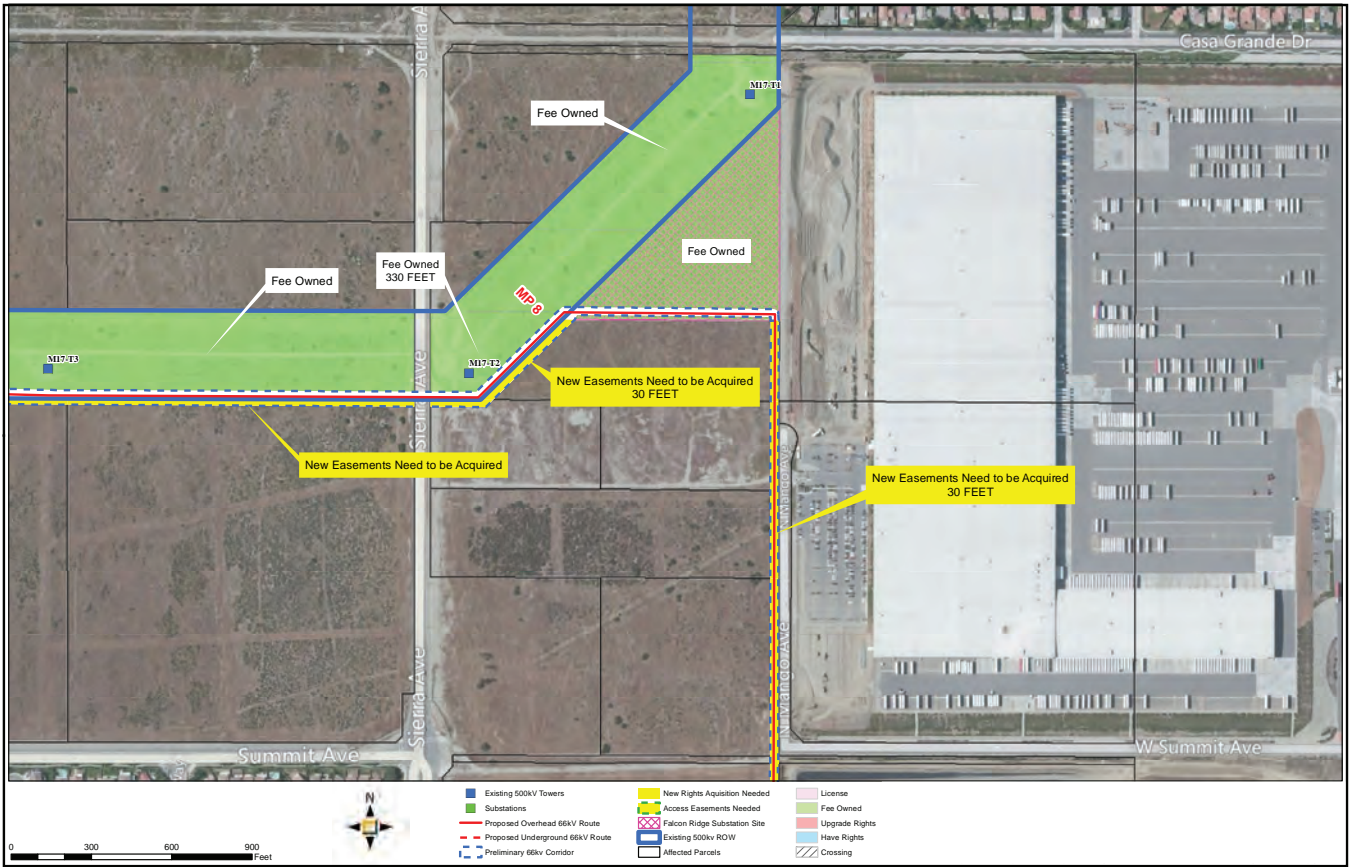 Sierra A
Casa Grande Dr
M17-T1
Fee Owned
Fee Owned
Fee Owned
330 FEET
Fee Owned
MP 8
M17-T3
M17-T2
Sierra Ave
New Easements Need to be Acquired
30 FEET
New Easements Need to be Acquired
New Easements Need to be Acquired
30 FEET
N Mango Ave
Sierra Ave
N Mango Ave
Summit Ave
W Summit Ave
N
0 300 600 900
Feet
Existing 500kV Towers
Substations
Proposed Overhead 66kV Route
Proposed Underground 66kV Route
Preliminary 66kv Corridor
New Rights Aquisition Needed
Access Easements Needed
Falcon Ridge Substation Site
Existing 500kv ROW
Affected Parcels
License
Fee Owned
Upgrade Rights
Have Rights
Crossing